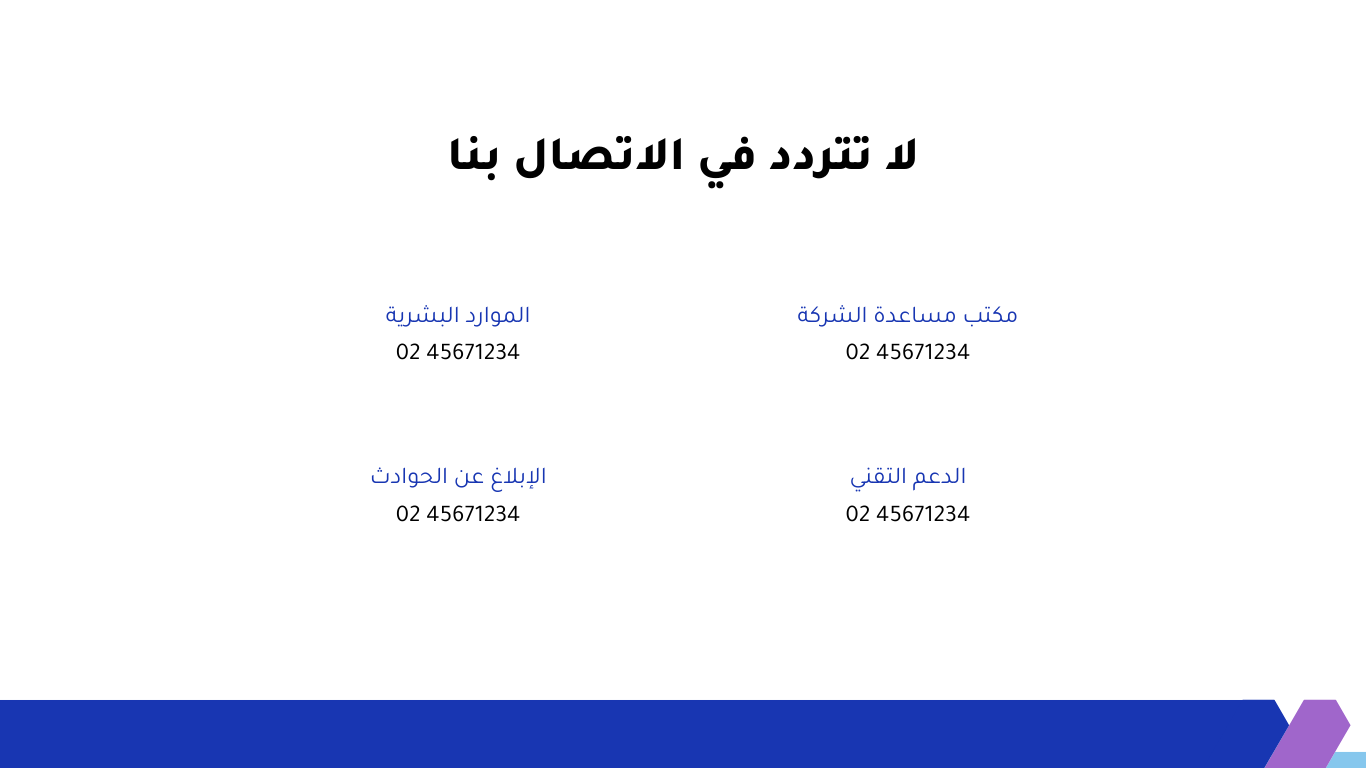 لا تتردد في الاتصال بنا
مكتب مساعدة الشركة
02 45671234
الموارد البشرية
02 45671234
الدعم التقني
02 45671234
الإبلاغ عن الحوادث
02 45671234